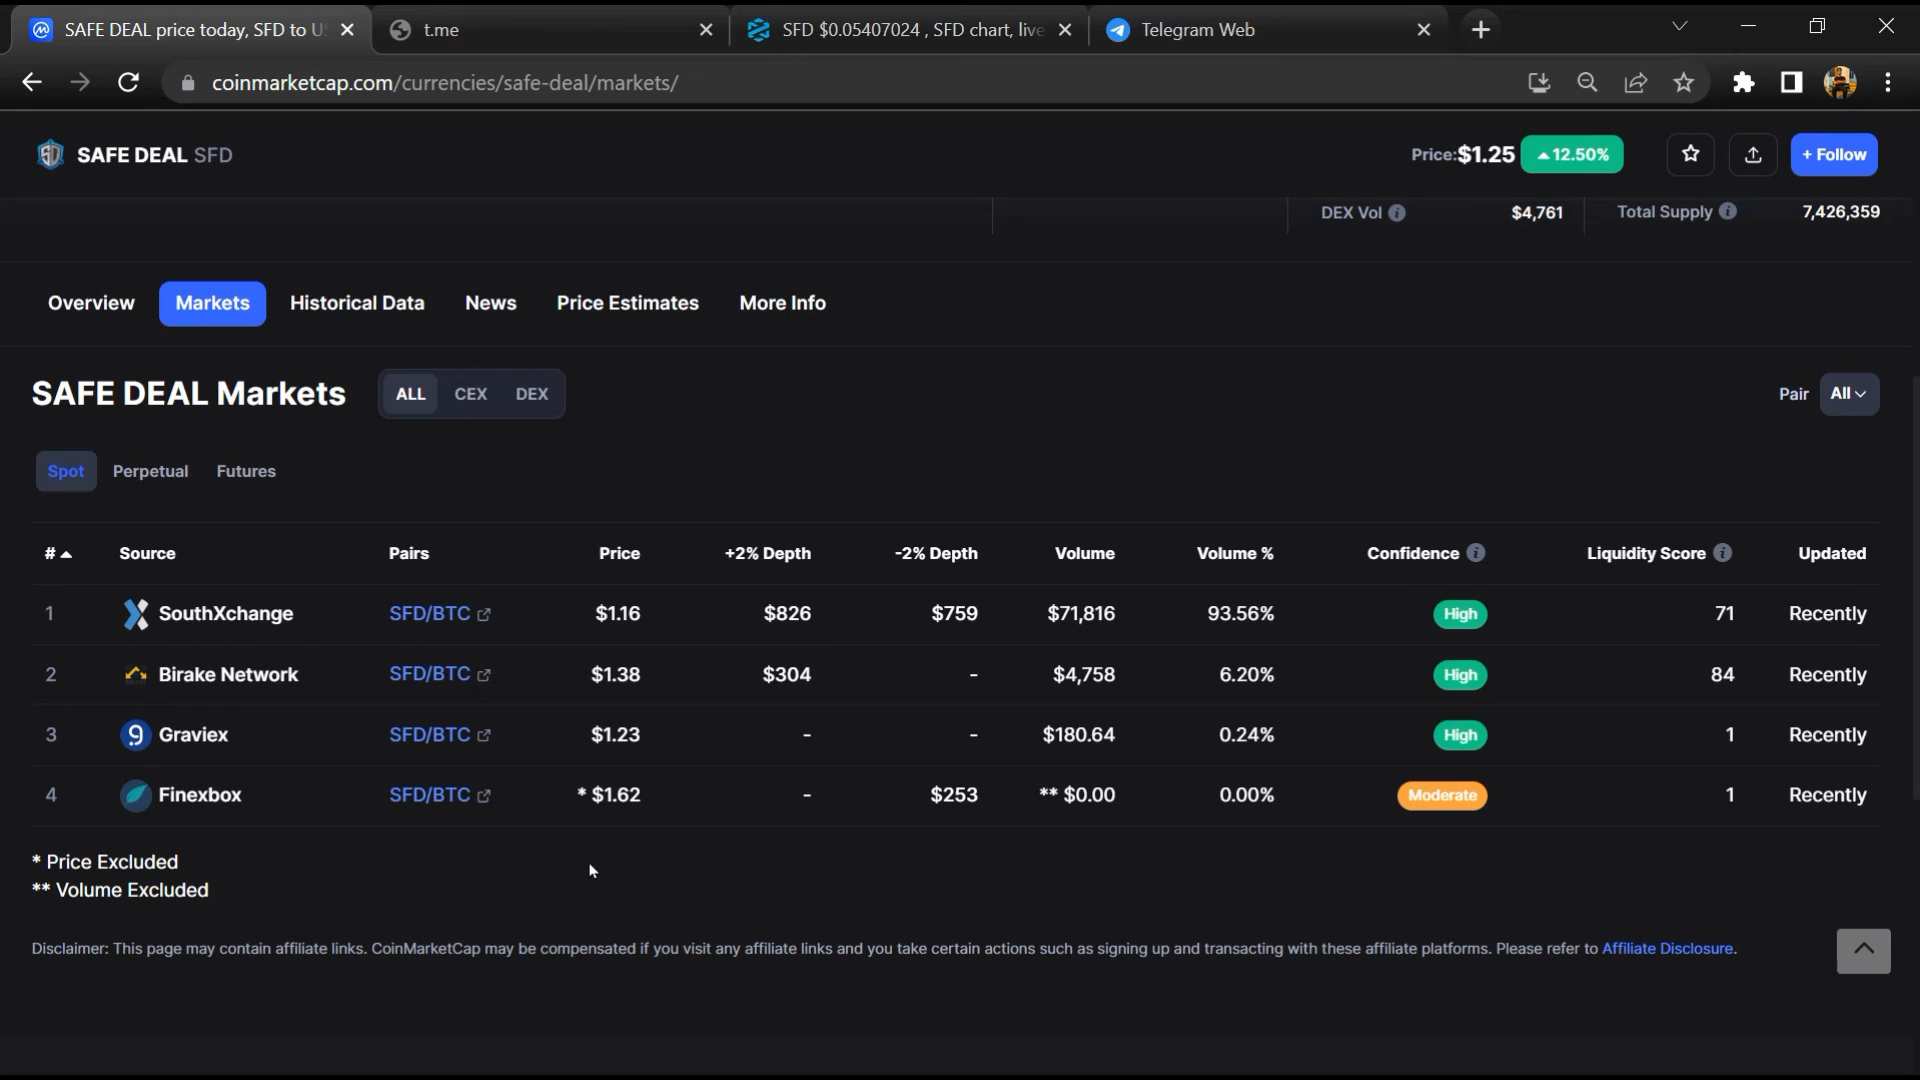 SAFE DEAL price today, SFD to US
t.me
SFD $0.05407024 , SFD chart, live
Telegram Web
coinmarketcap.com/currencies/safe-deal/markets/
SAFE DEAL SFD
Price:$1.25
12.50%
+ Follow
DEX Vol
$4,761
Total Supply
7,426,359
Overview
Markets
Historical Data
News
Price Estimates
More Info
SAFE DEAL Markets
ALL
CEX
DEX
Pair
All
Spot
Perpetual
Futures
# Source Pairs Price +2% Depth -2% Depth Volume Volume % Confidence Liquidity Score Updated
1 SouthXchange SFD/BTC $1.16 $826 $759 $71,816 93.56% High 71 Recently
2 Birake Network SFD/BTC $1.38 $304 - $4,758 6.20% High 84 Recently
3 Graviex SFD/BTC $1.23 - - $180.64 0.24% High 1 Recently
4 Finexbox SFD/BTC * $1.62 - $253 ** $0.00 0.00% Moderate 1 Recently
* Price Excluded
** Volume Excluded
Disclaimer: This page may contain affiliate links. CoinMarketCap may be compensated if you visit any affiliate links and you take certain actions such as signing up and transacting with these affiliate platforms. Please refer to Affiliate Disclosure.